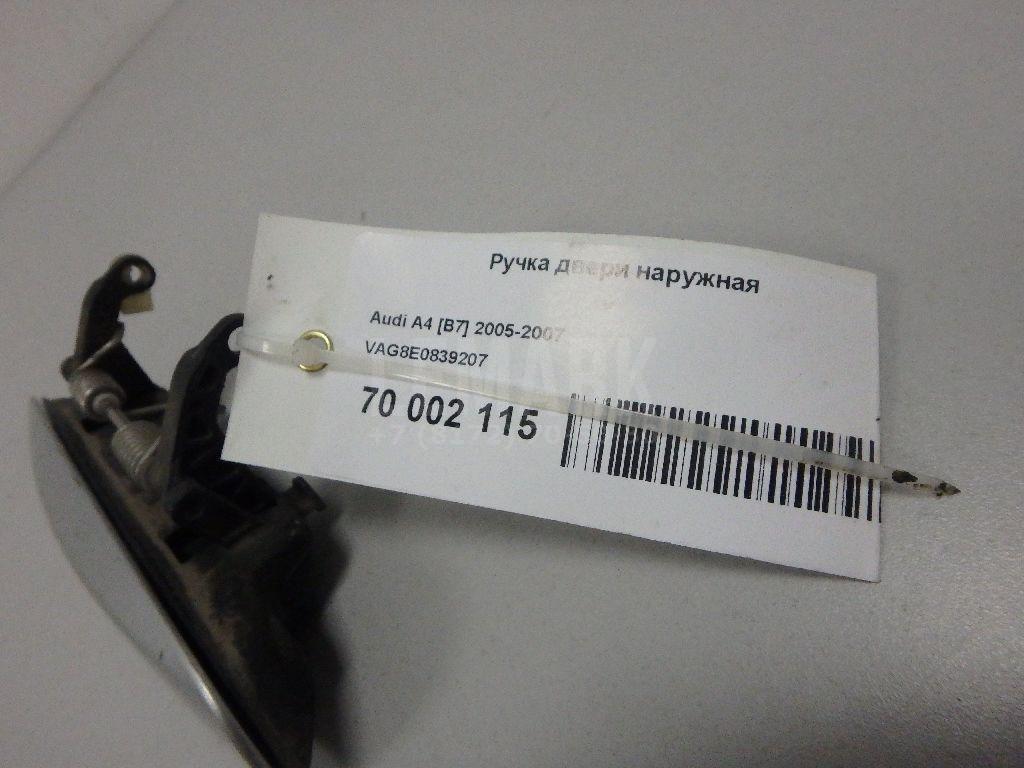 Ручка двери наружная
Audi A4 [B7] 2005-2007
VAG8E0839207
70 002 115